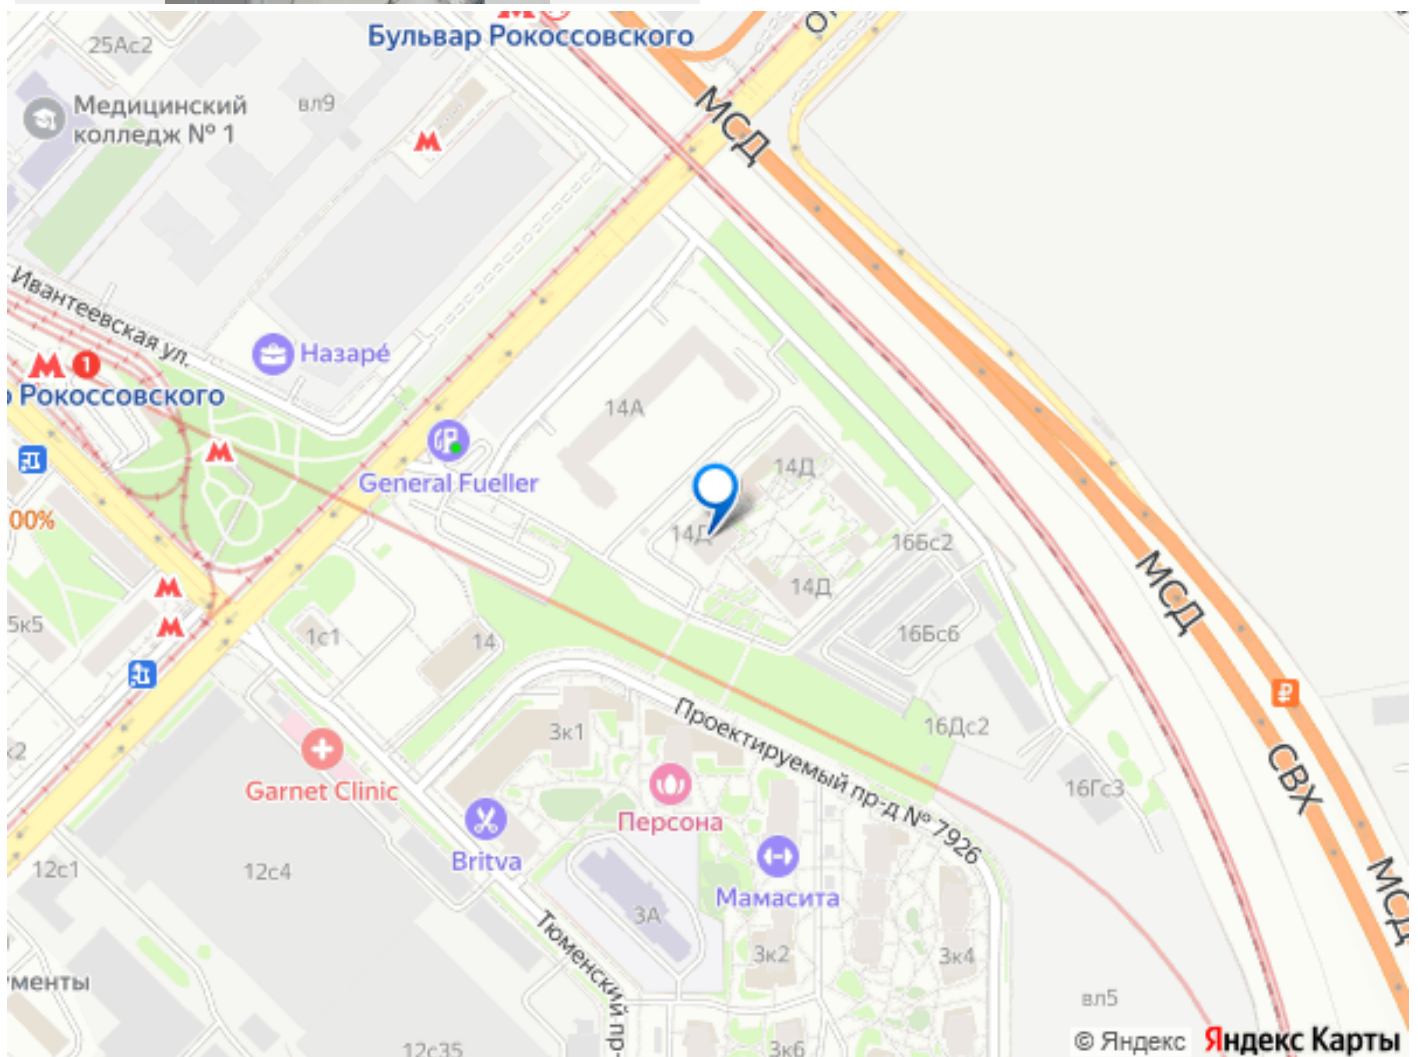 Бульвар Рокоссовского
25Ас2
Медицинский
колледж № 1
вл9
МСД
Ивантеевская ул.
Назаре́
1
Рокоссовского
14А
General Fueller
14Д
14Д
16Бс2
14Д
МСД
16Бс6
00%
5к5
1с1
14
Проектируемый пр-д № 7926
16Дс2
3к1
к2
Garnet Clinic
СВХ
16Гс3
Персона
Britva
12с1
12с4
Мамасита
МСД
3А
Тюменский пр-
3к2
3к4
менты
вл5
12с35
3к6
© Яндекс Яндекс Карты